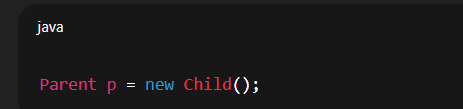 java
Parent p = new Child();